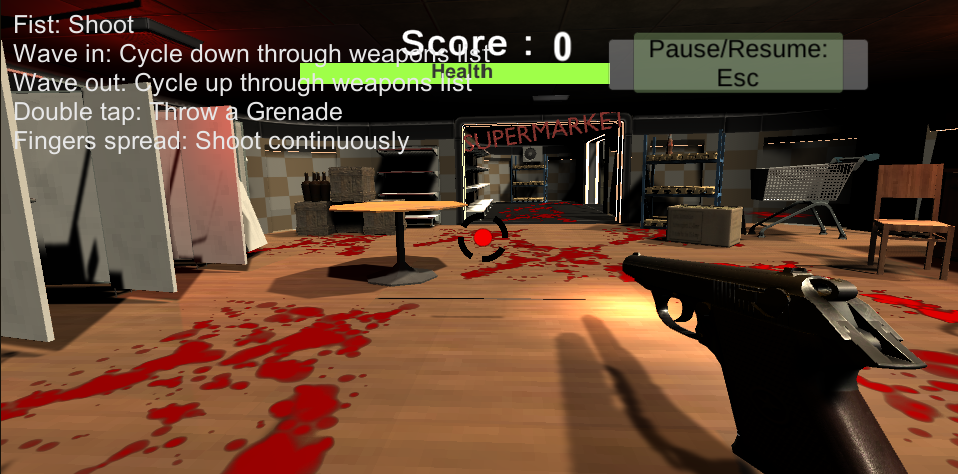 Fist: Shoot
Wave in: Cycle down through weapons list
Wave out: Cycle up through weapons list
Double tap: Throw a Grenade
Fingers spread: Shoot continuously
Score : 0
Health
Pause/Resume:
Esc
SUPERMARKET